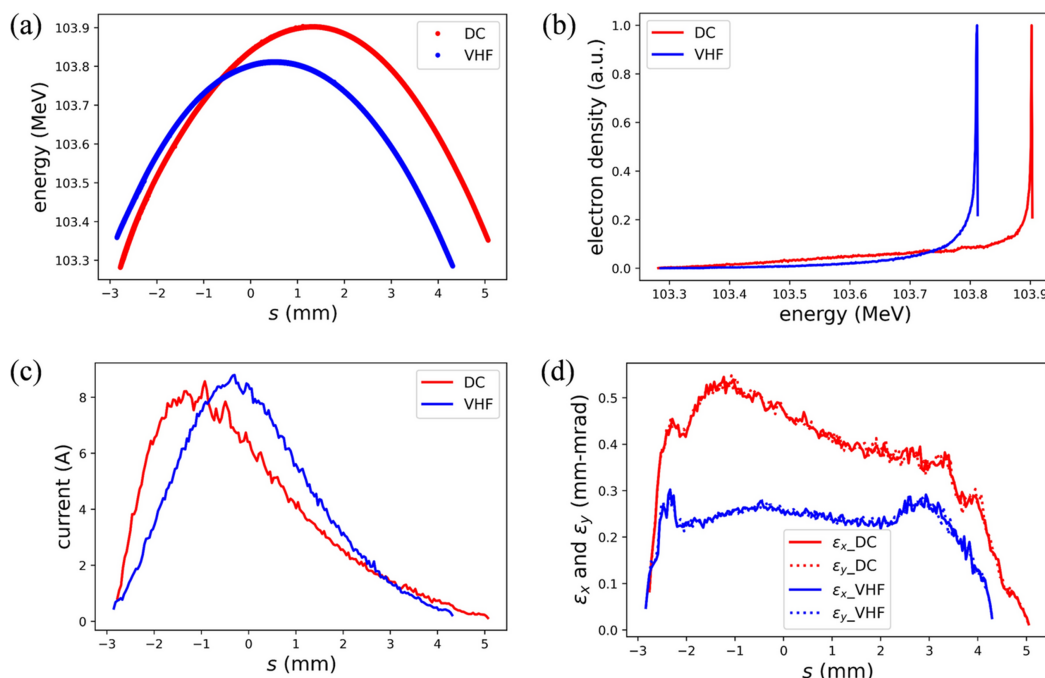 (a)
103.9
103.8
103.7
103.6
103.5
103.4
103.3
energy (MeV)
DC
VHF
−3 −2 −1 0 1 2 3 4 5
s (mm)
(b)
1.0
0.8
0.6
0.4
0.2
0.0
electron density (a.u.)
DC
VHF
103.3 103.4 103.5 103.6 103.7 103.8 103.9
energy (MeV)
(c)
8
6
4
2
0
current (A)
DC
VHF
−3 −2 −1 0 1 2 3 4 5
s (mm)
(d)
0.5
0.4
0.3
0.2
0.1
0.0
εx and εy (mm-mrad)
εx_DC
εy_DC
εx_VHF
εy_VHF
−3 −2 −1 0 1 2 3 4 5
s (mm)